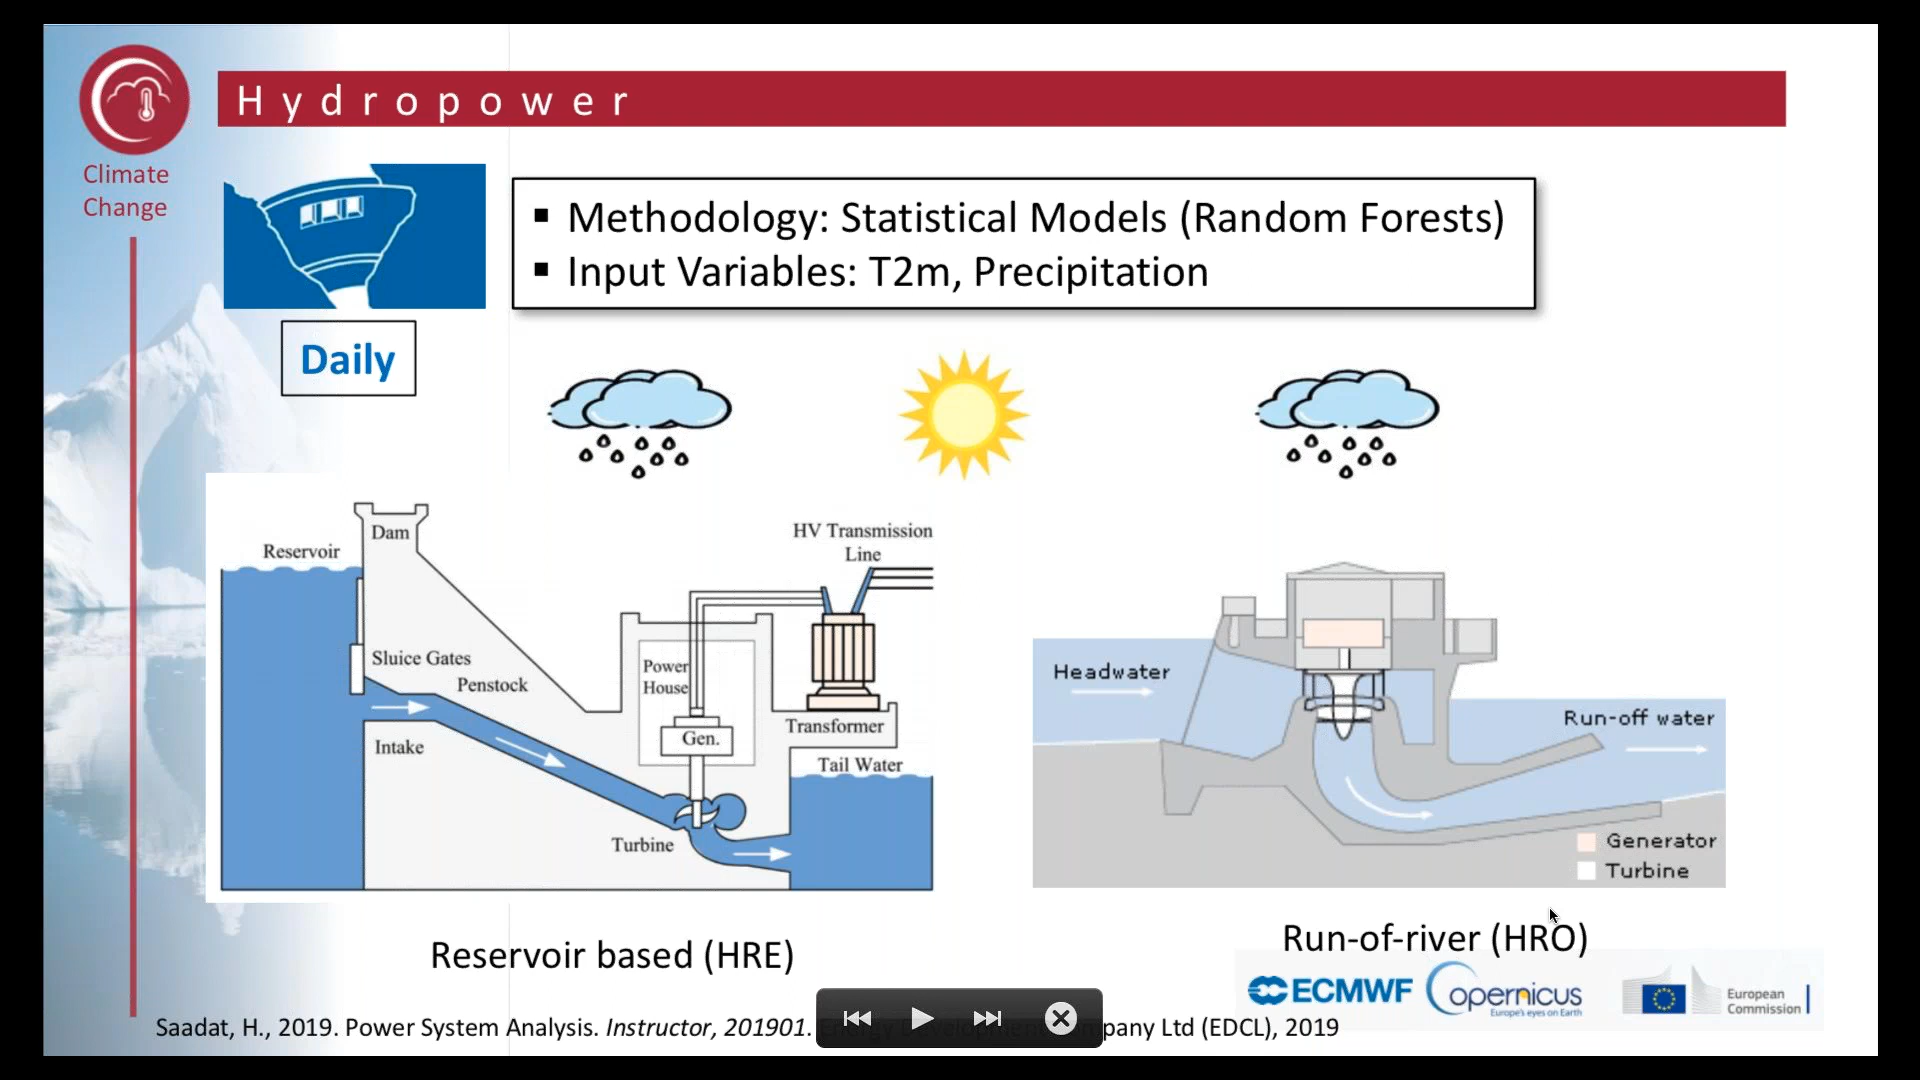 Hydropower
Climate
Change
▪ Methodology: Statistical Models (Random Forests)
▪ Input Variables: T2m, Precipitation
Daily
Dam
Reservoir
HV Transmission
Line
Sluice Gates
Penstock
Power
House
Gen.
Transformer
Intake
Tail Water
Turbine
Headwater
Run-off water
Generator
Turbine
Reservoir based (HRE)
Run-of-river (HRO)
ECMWF
Copernicus
Europe's eyes on Earth
European
Commission
Saadat, H., 2019. Power System Analysis. Instructor, 201901. Energy Development Company Ltd (EDCL), 2019